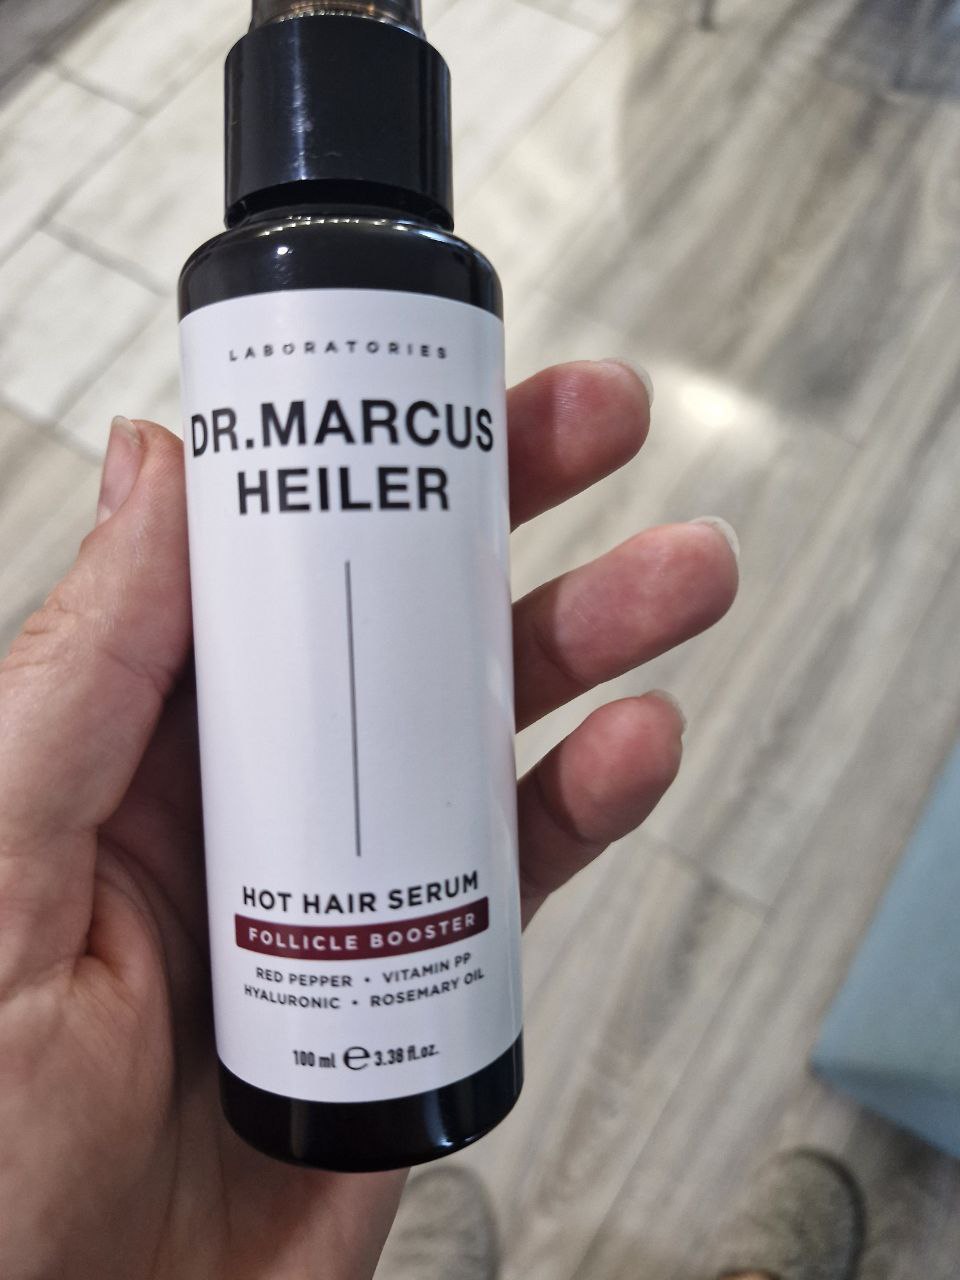 LABORATORIES
DR.MARCUS
HEILER
HOT HAIR SERUM
FOLLICLE BOOSTER
RED PEPPER • VITAMIN PP
HYALURONIC • ROSEMARY OIL
100 ml ℮ 3.38 fl.oz.